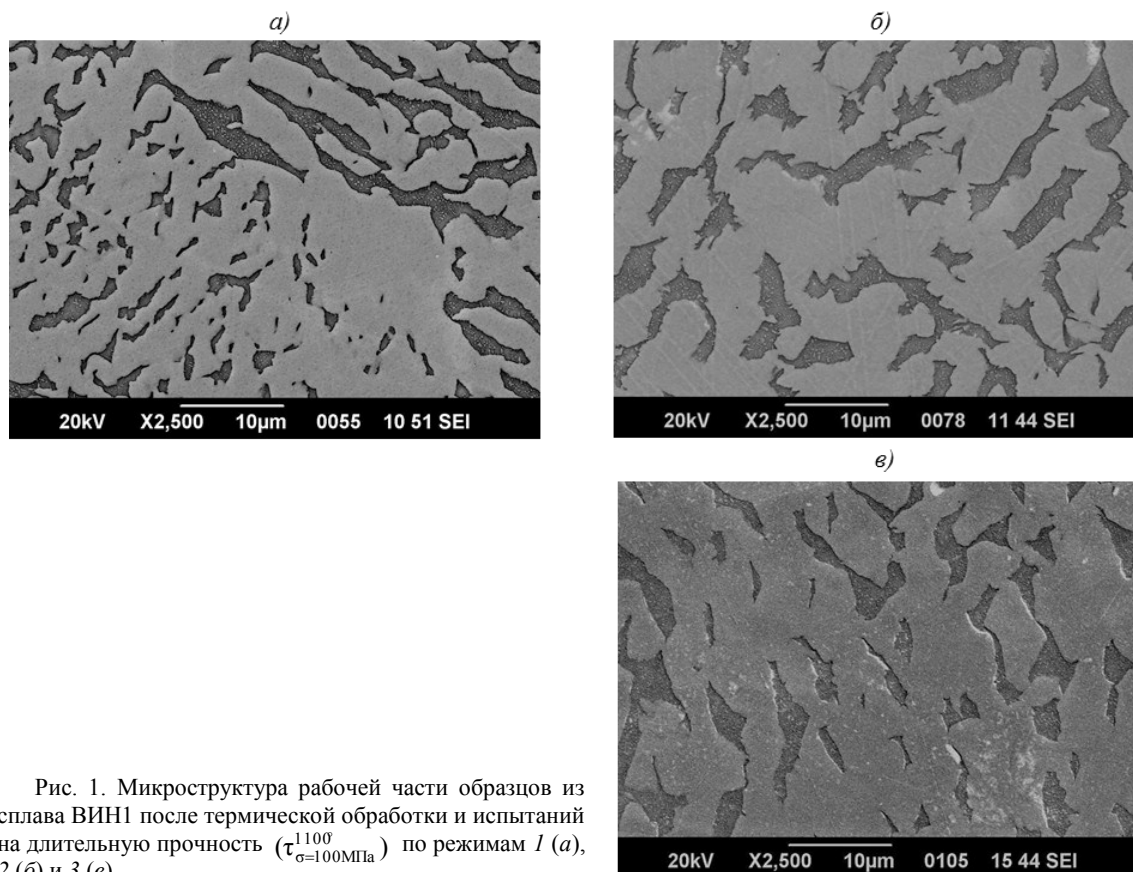 а)
б)
20kV X2,500 10µm 0055 10 51 SEI
20kV X2,500 10µm 0078 11 44 SEI
в)
20kV X2,500 10µm 0105 15 44 SEI
Рис. 1. Микроструктура рабочей части образцов из
сплава ВИН1 после термической обработки и испытаний
на длительную прочность (τ¹¹⁰⁰°σ=100МПа) по режимам 1 (а),
2 (б) и 3 (в)